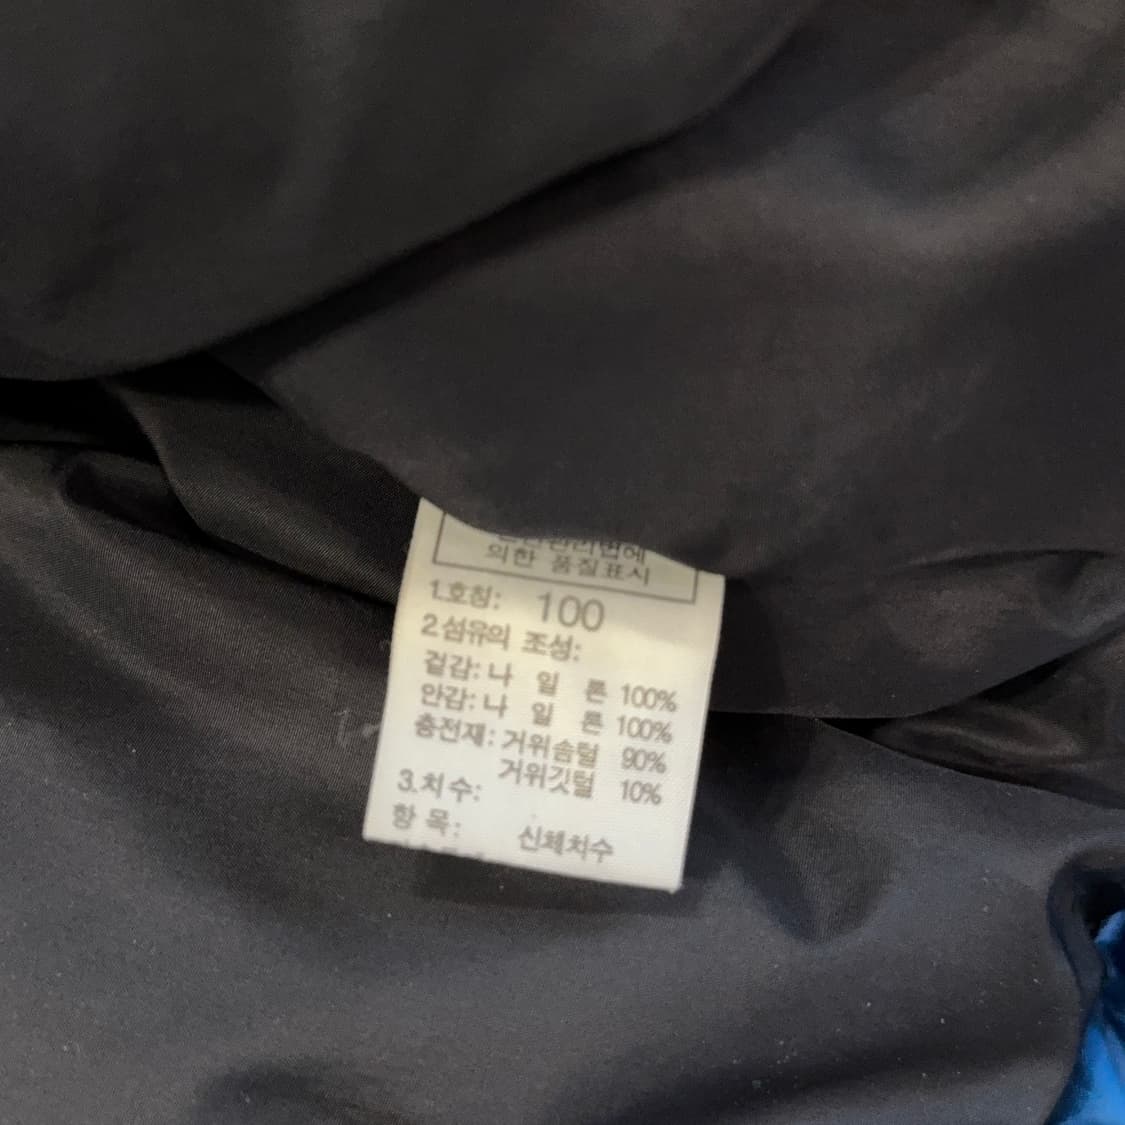 의한 품질표시
1.호칭: 100
2 섬유의 조성:
겉감: 나 일 론 100%
안감: 나 일 론 100%
충전재: 거위솜털 90%
거위깃털 10%
3.치수:
항 목: 신체치수